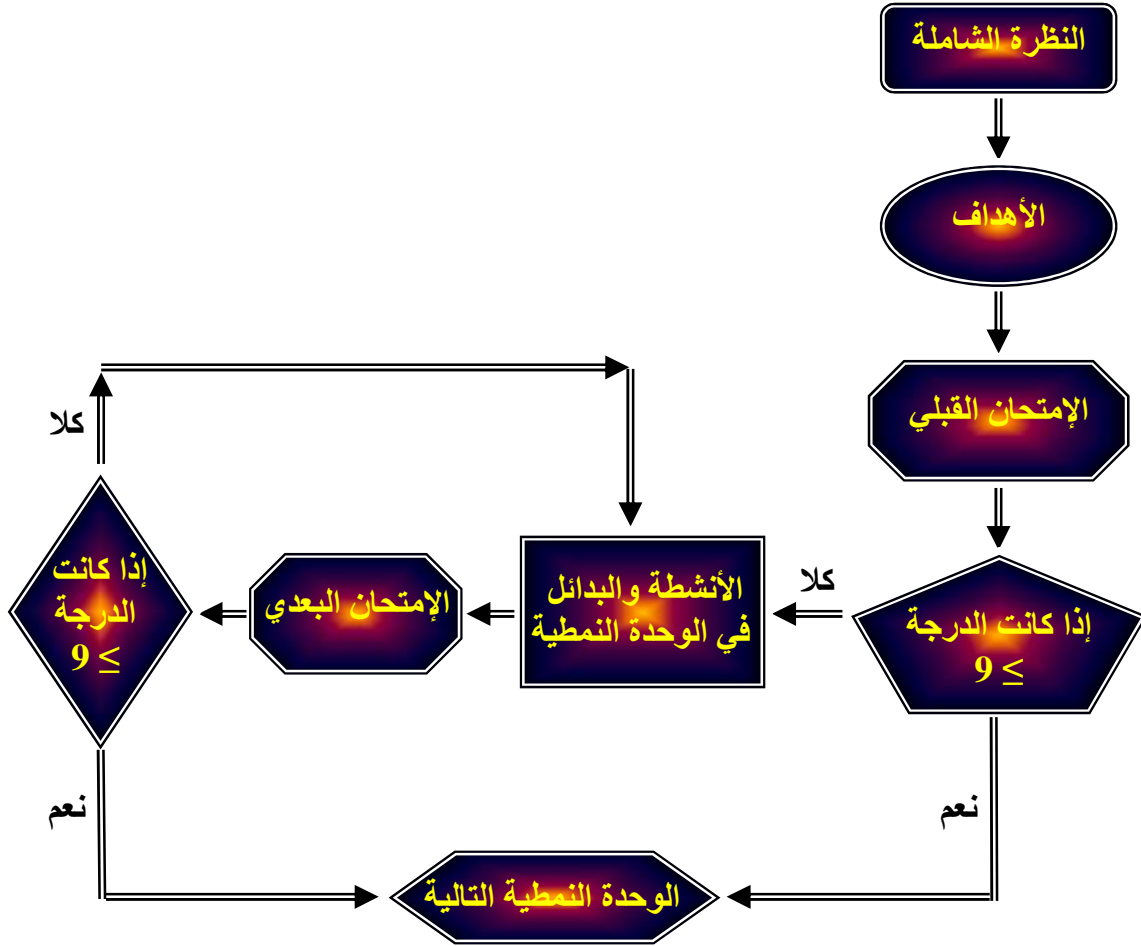 النظرة الشاملة
الأهداف
الإمتحان القبلي
إذا كانت الدرجة
9 ≤
كلا
نعم
الأنشطة والبدائل
في الوحدة النمطية
الإمتحان البعدي
إذا كانت
الدرجة
9 ≤
كلا
نعم
الوحدة النمطية التالية